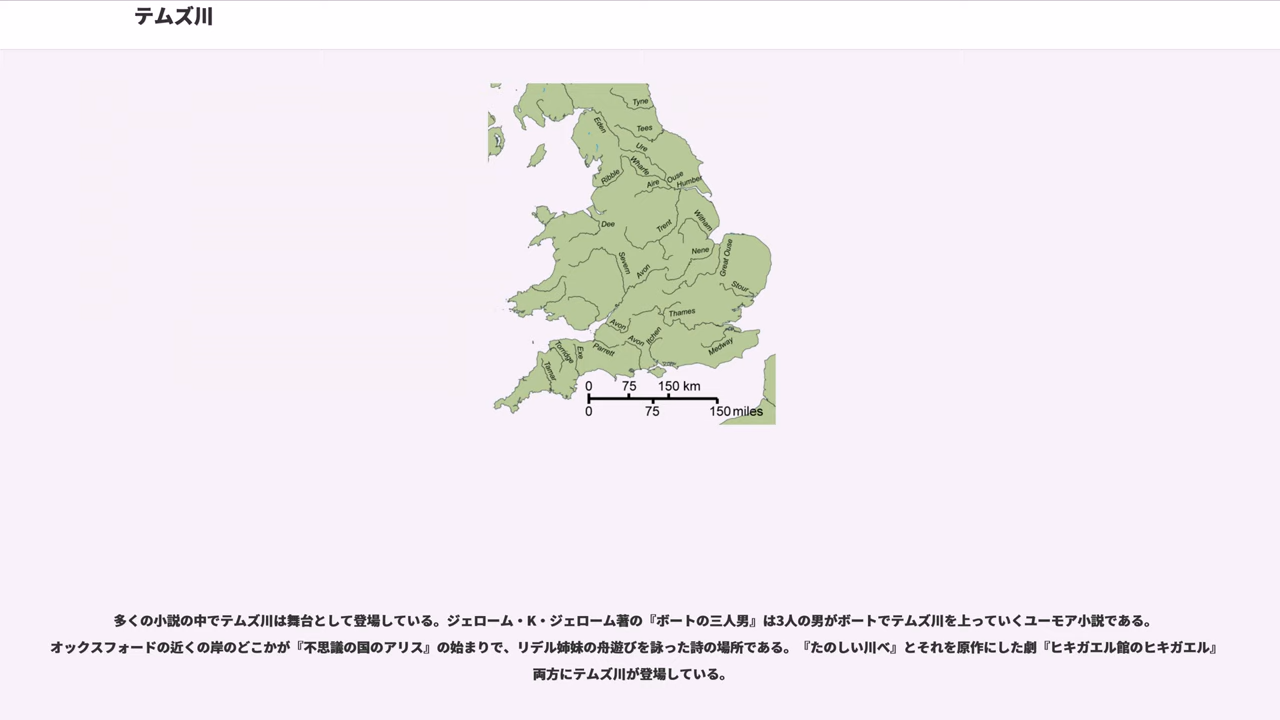 テムズ川
Tyne
Eden
Tees
Ure
Wharfe
Ribble
Aire
Ouse
Humber
Dee
Trent
Witham
Severn
Avon
Nene
Great Ouse
Stour
Thames
Avon
Avon
Itchen
Medway
Parrett
Exe
Torridge
Tamar
0 75 150 km
0 75 150 miles
多くの小説の中でテムズ川は舞台として登場している。ジェローム・K・ジェローム著の『ボートの三人男』は3人の男がボートでテムズ川を上っていくユーモア小説である。
オックスフォードの近くの岸のどこかが『不思議の国のアリス』の始まりで、リデル姉妹の舟遊びを詠った詩の場所である。『たのしい川べ』とそれを原作にした劇『ヒキガエル館のヒキガエル』
両方にテムズ川が登場している。